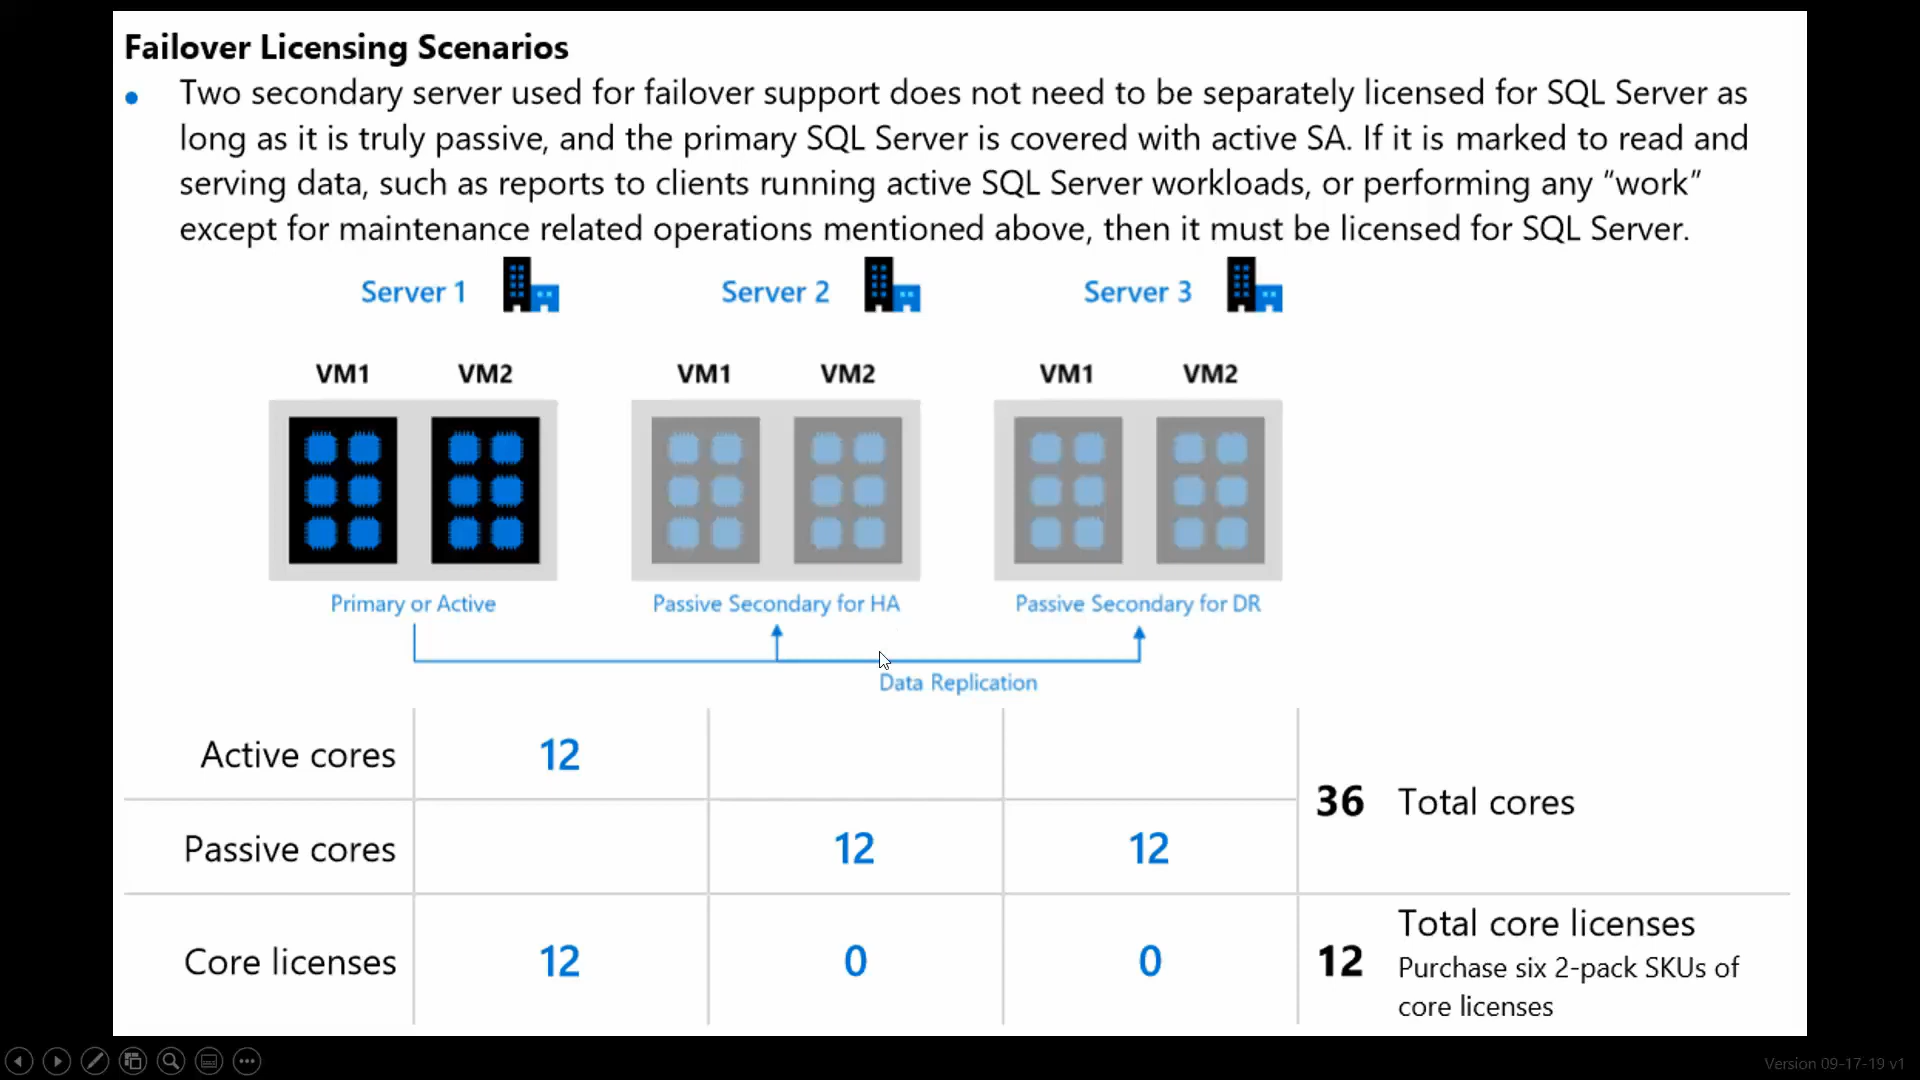 Failover Licensing Scenarios
• Two secondary server used for failover support does not need to be separately licensed for SQL Server as
long as it is truly passive, and the primary SQL Server is covered with active SA. If it is marked to read and
serving data, such as reports to clients running active SQL Server workloads, or performing any “work”
except for maintenance related operations mentioned above, then it must be licensed for SQL Server.
Server 1 Server 2 Server 3
VM1 VM2 VM1 VM2 VM1 VM2
Primary or Active Passive Secondary for HA Passive Secondary for DR
Data Replication
Active cores 12
36 Total cores
Passive cores 12 12
Total core licenses
Core licenses 12 0 0 12
Purchase six 2-pack SKUs of
core licenses
Version 09-17-19 v1